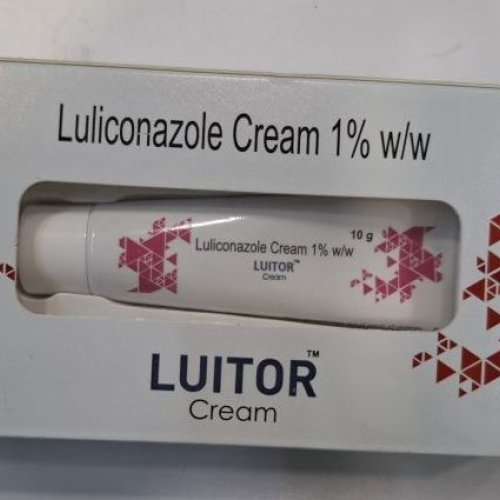 Luliconazole Cream 1% w/w
10 g
Luliconazole Cream 1% w/w
LUITOR™
Cream
LUITOR™
Cream